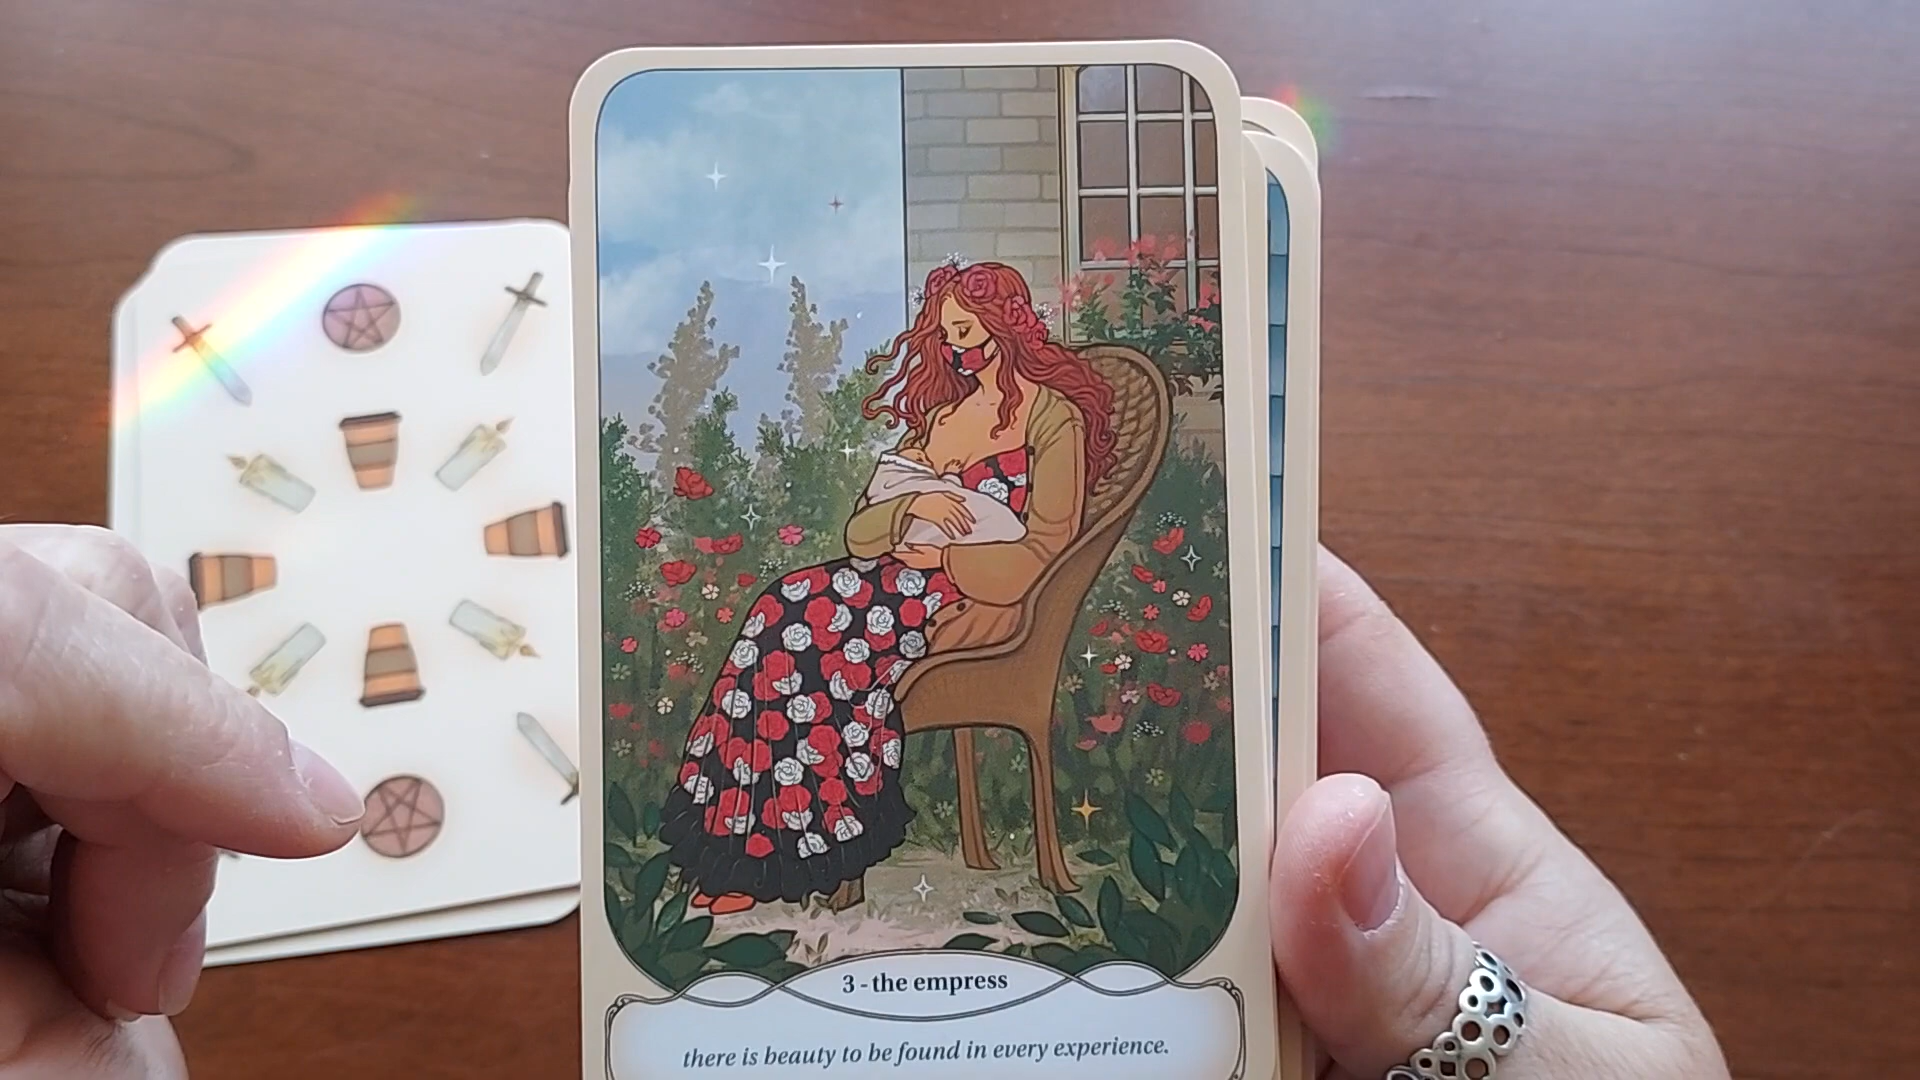 3 - the empress
there is beauty to be found in every experience.